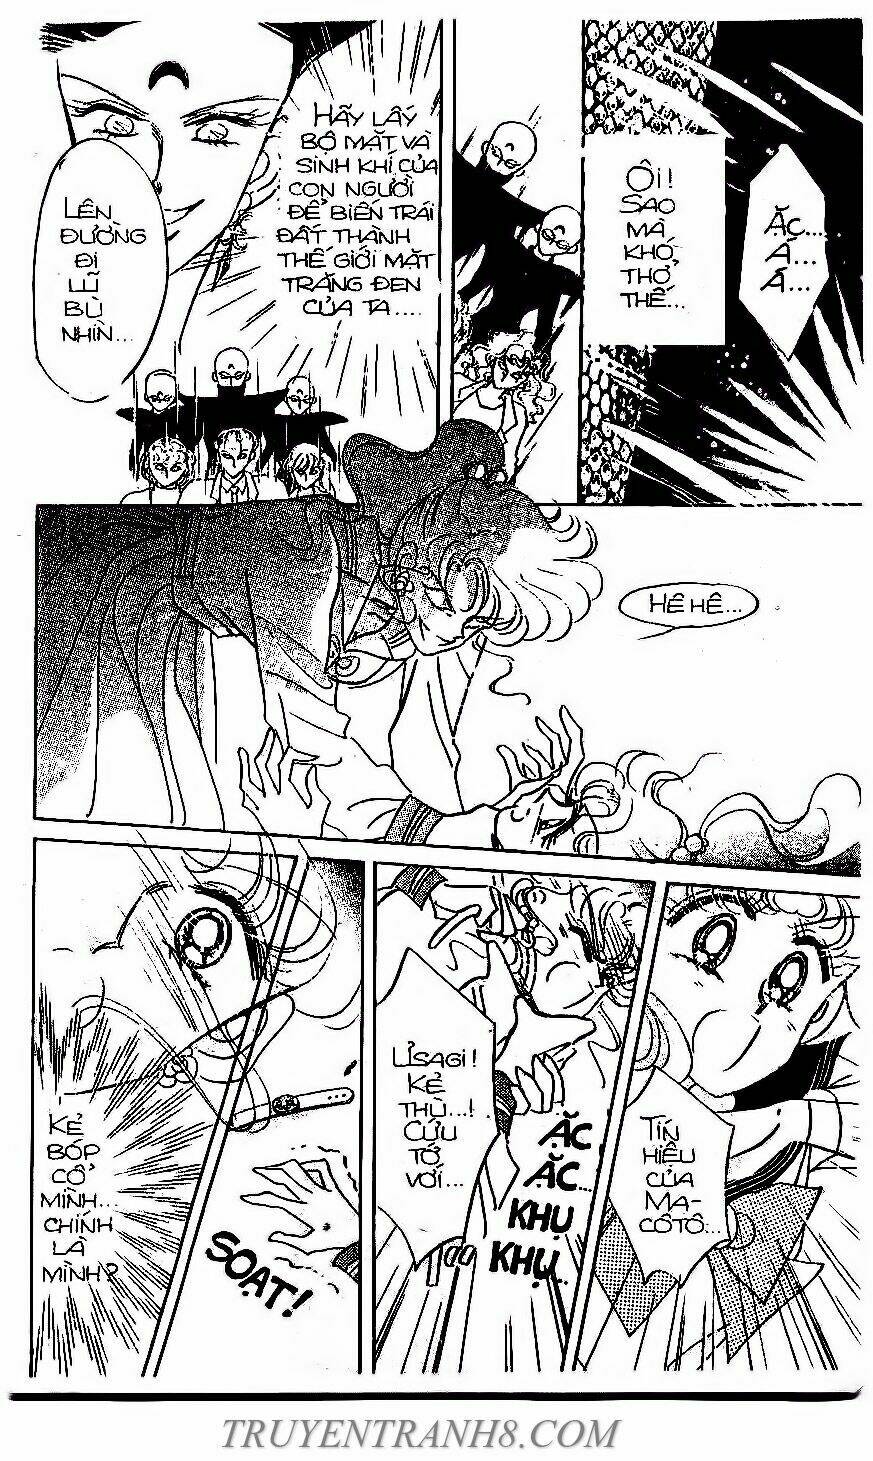 ẶC...
Á...
Á...
ÔI!
SAO
MÀ
KHÓ
THỞ
THẾ...
HÃY LẤY
BỘ MẶT VÀ
SINH KHÍ CỦA
CON NGƯỜI
ĐỂ BIẾN TRÁI
ĐẤT THÀNH
THẾ GIỚI MẶT
TRĂNG ĐEN
CỦA TA....
LÊN
ĐƯỜNG
ĐI
LŨ
BÙ
NHÌN...
HÊ HÊ...
TÍN
HIỆU
CỦA
MA-
CÔTÔ...
LISAGI!
KẺ
THÙ...!
CỨU
TỚ
VỚI...
ẶC
ẶC...
KHỤ
KHỤ...
SOẠT!
KẺ
BÓP
CỔ
MÌNH...
CHÍNH
LÀ
MÌNH?
TRUYENTRANH8.COM